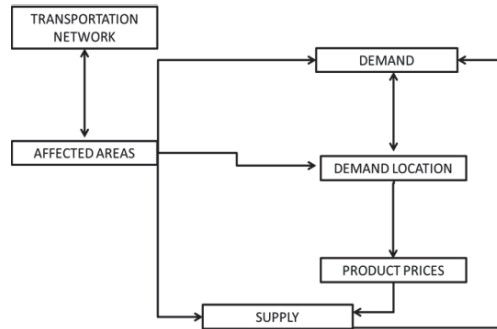 TRANSPORTATION
NETWORK
DEMAND
AFFECTED AREAS
DEMAND LOCATION
PRODUCT PRICES
SUPPLY